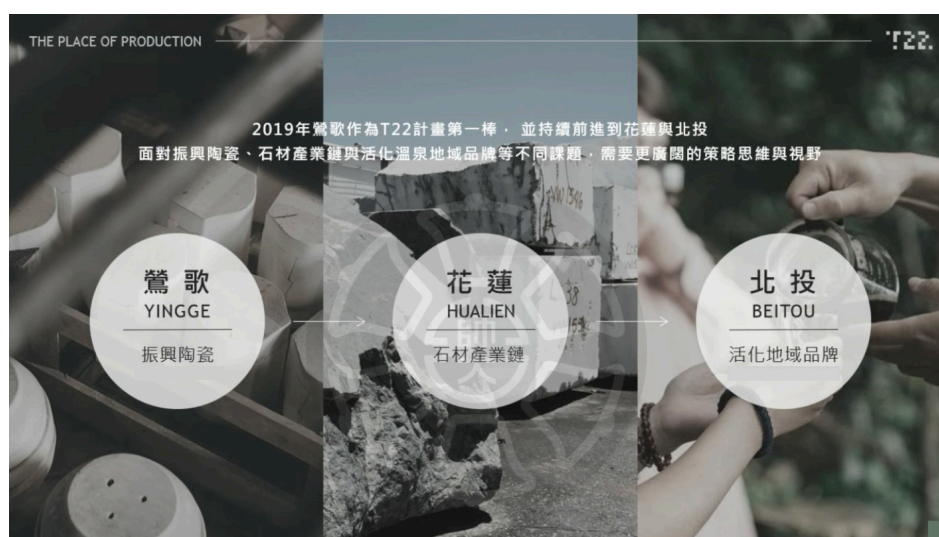 THE PLACE OF PRODUCTION
T22.
2019年鶯歌作為T22計畫第一棒， 並持續前進到花蓮與北投
面對振興陶瓷、石材產業鏈與活化溫泉地域品牌等不同課題，需要更廣闊的策略思維與視野
鶯歌
YINGGE
振興陶瓷
花蓮
HUALIEN
石材產業鏈
北投
BEITOU
活化地域品牌